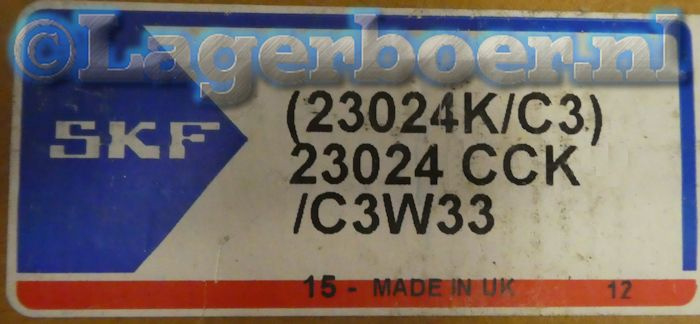 ©Lagerboer.nl
SKF
(23024K/C3)
23024 CCK
/C3W33
15 - MADE IN UK 12